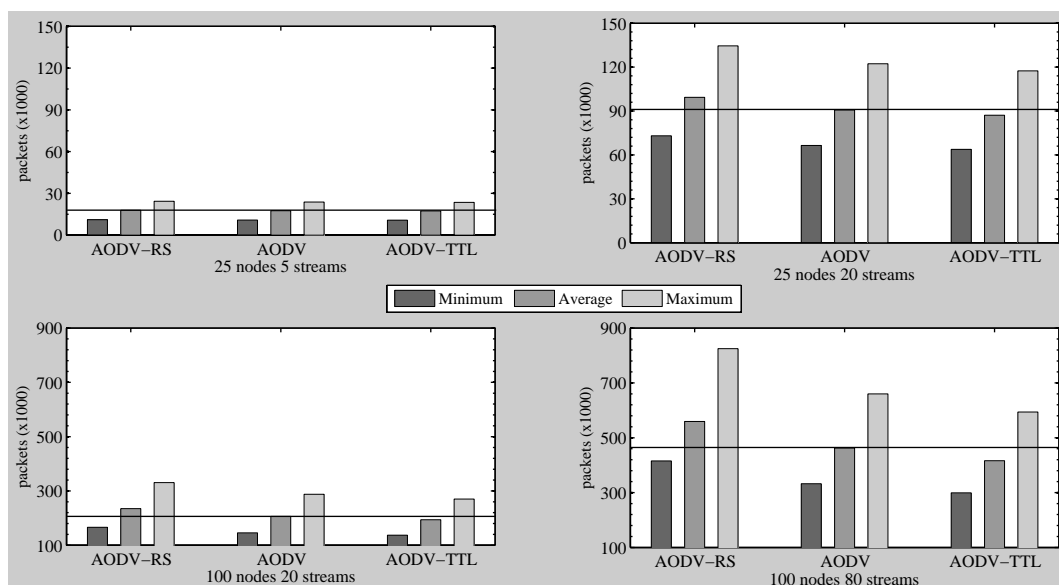 150
120
90
60
30
0
packets (x1000)
AODV−RS
AODV
AODV−TTL
25 nodes 5 streams
150
120
90
60
30
0
packets (x1000)
AODV−RS
AODV
AODV−TTL
25 nodes 20 streams
Minimum
Average
Maximum
900
700
500
300
100
packets (x1000)
AODV−RS
AODV
AODV−TTL
100 nodes 20 streams
900
700
500
300
100
packets (x1000)
AODV−RS
AODV
AODV−TTL
100 nodes 80 streams